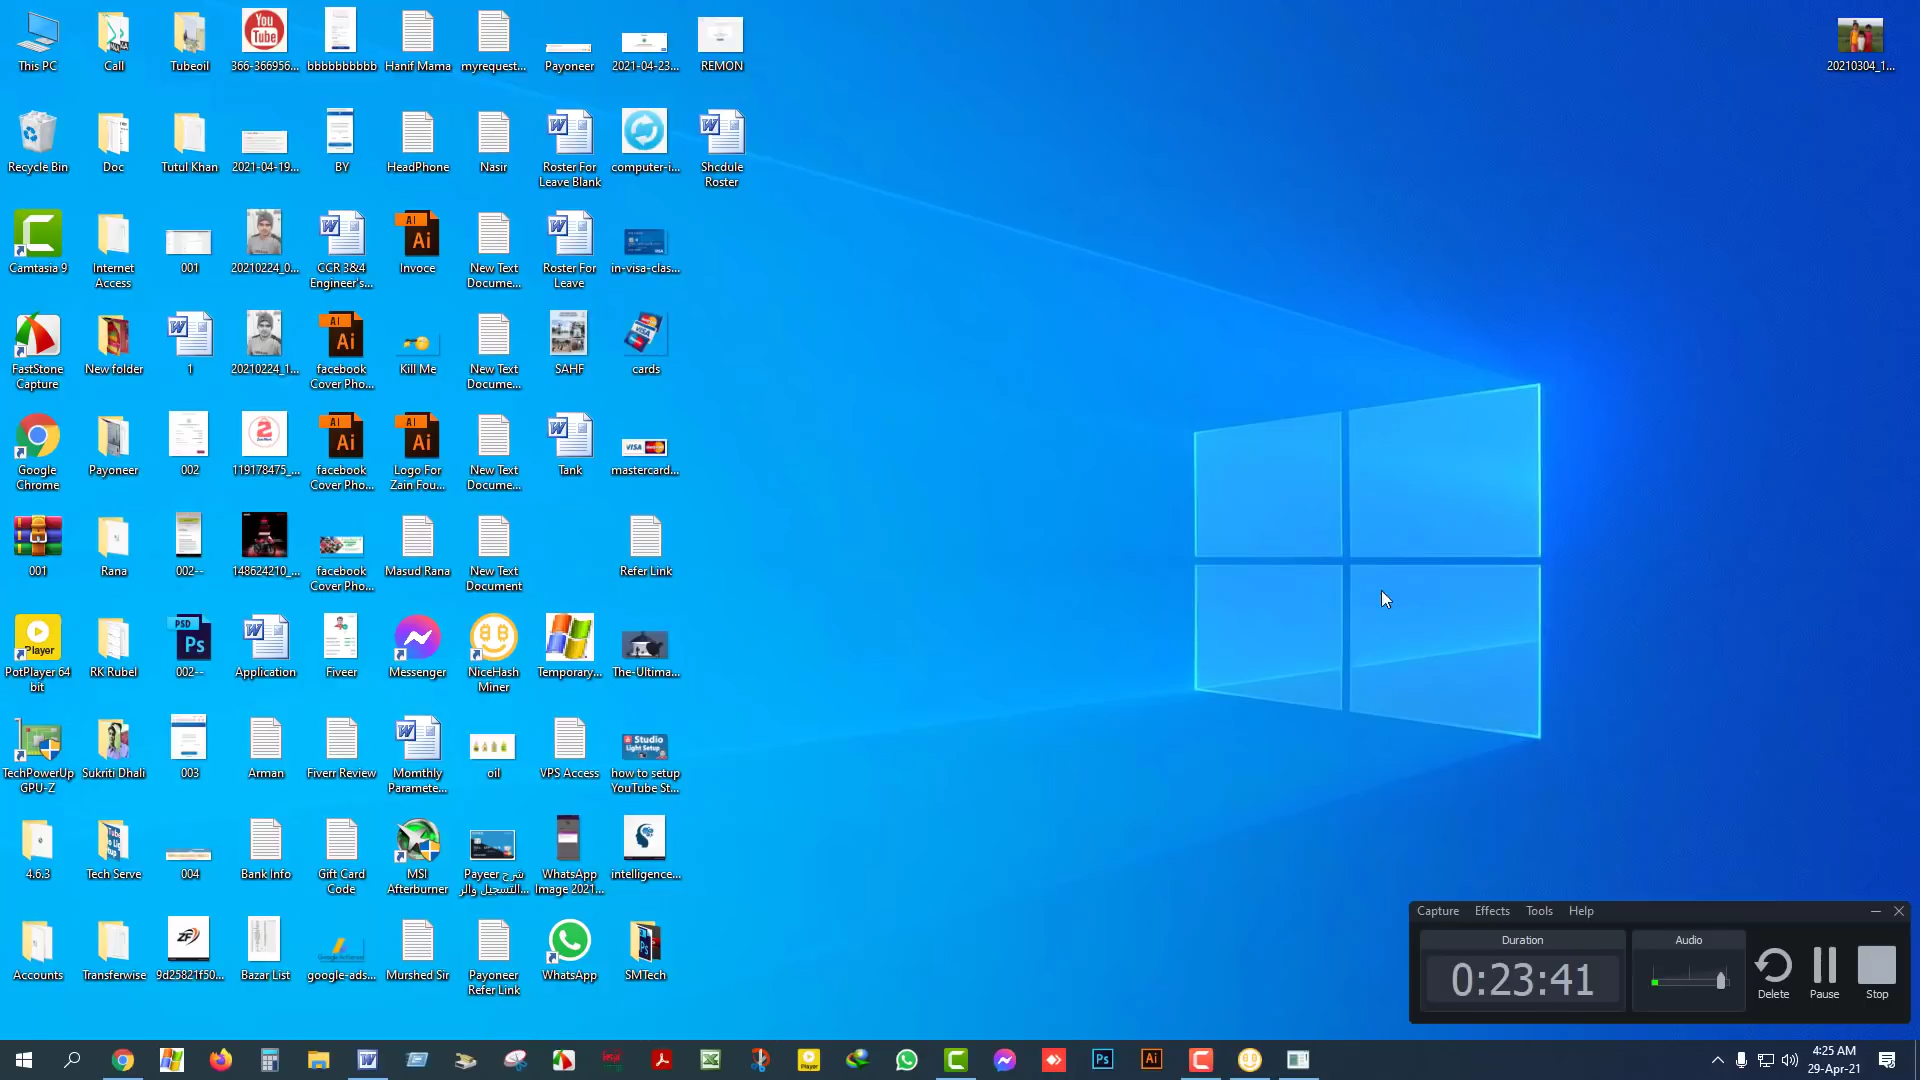 This PC
Call
Tubeoil
366-366956...
bbbbbbbbbb
Hanif Mama
myrequest...
Payoneer
2021-04-23...
REMON
20210304_1...
Recycle Bin
Doc
Tutul Khan
2021-04-19...
BY
HeadPhone
Nasir
Roster For
Leave Blank
computer-i...
Shcdule
Roster
Camtasia 9
Internet
Access
001
20210224_0...
CCR 3&4
Engineer's...
Invoce
New Text
Docume...
Roster For
Leave
in-visa-clas...
FastStone
Capture
New folder
1
20210224_1...
facebook
Cover Pho...
Kill Me
New Text
Docume...
SAHF
cards
Google
Chrome
Payoneer
002
119178475_...
facebook
Cover Pho...
Logo For
Zain Fou...
New Text
Docume...
Tank
mastercard...
001
Rana
002--
148624210_...
facebook
Cover Pho...
Masud Rana
New Text
Document
Refer Link
PotPlayer 64
bit
RK Rubel
002--
Application
Fiveer
Messenger
NiceHash
Miner
Temporary...
The-Ultima...
TechPowerUp
GPU-Z
Sukriti Dhali
003
Arman
Fiverr Review
Momthly
Paramete...
oil
VPS Access
how to setup
YouTube St...
4.6.3
Tech Serve
004
Bank Info
Gift Card
Code
MSI
Afterburner
Payeer شرح
التسجيل والر...
WhatsApp
Image 2021...
intelligence...
Accounts
Transferwise
9d25821f50...
Bazar List
google-ads...
Murshed Sir
Payoneer
Refer Link
WhatsApp
SMTech
Capture Effects Tools Help
Duration
Audio
0:23:41
Delete
Pause
Stop
4:25 AM
29-Apr-21